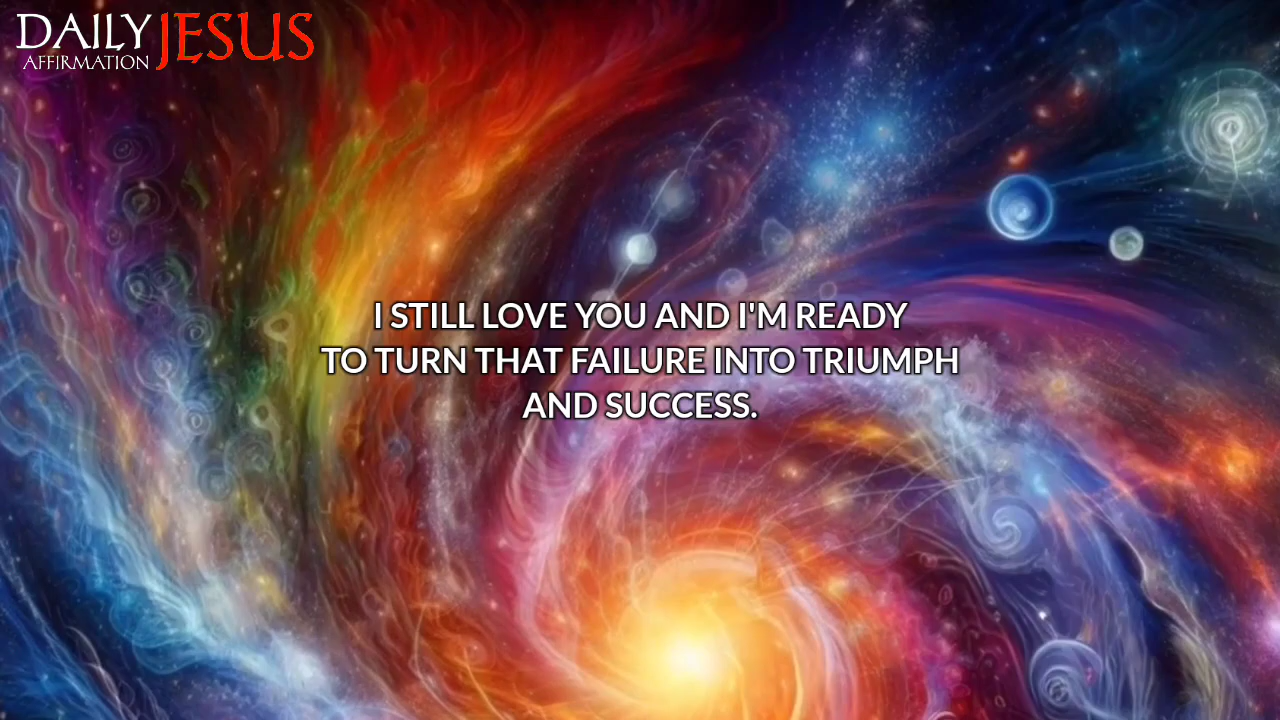 DAILY JESUS
AFFIRMATION
I STILL LOVE YOU AND I'M READY
TO TURN THAT FAILURE INTO TRIUMPH
AND SUCCESS.